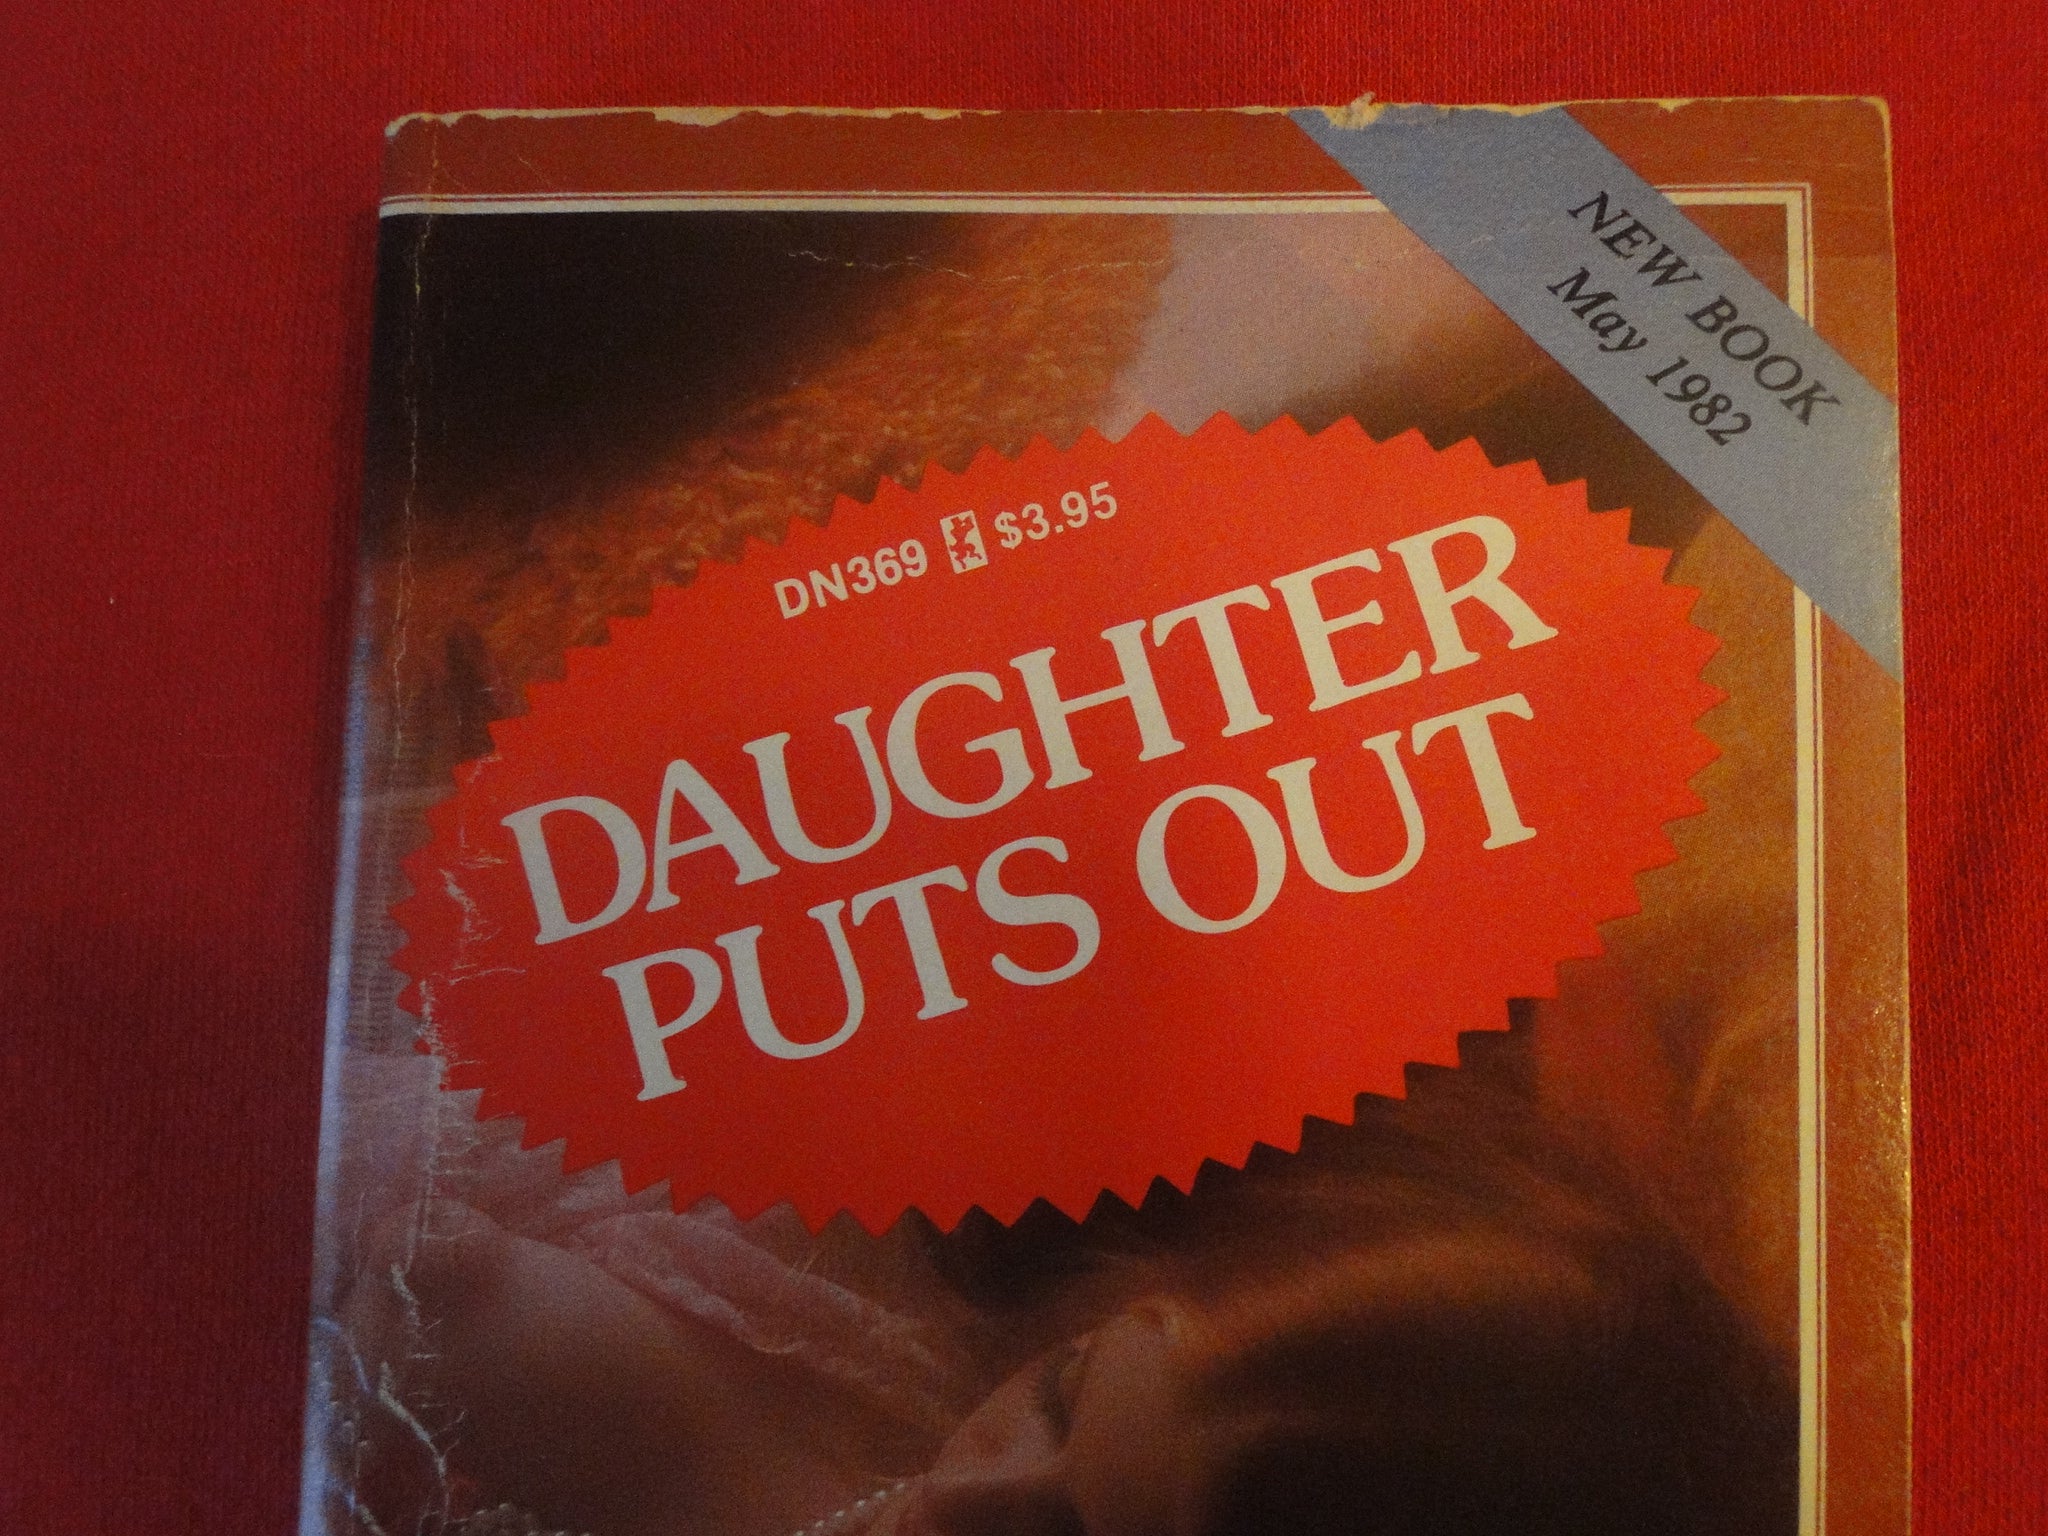 NEW BOOK
May 1982
DN369 $3.95
DAUGHTER
PUTS OUT